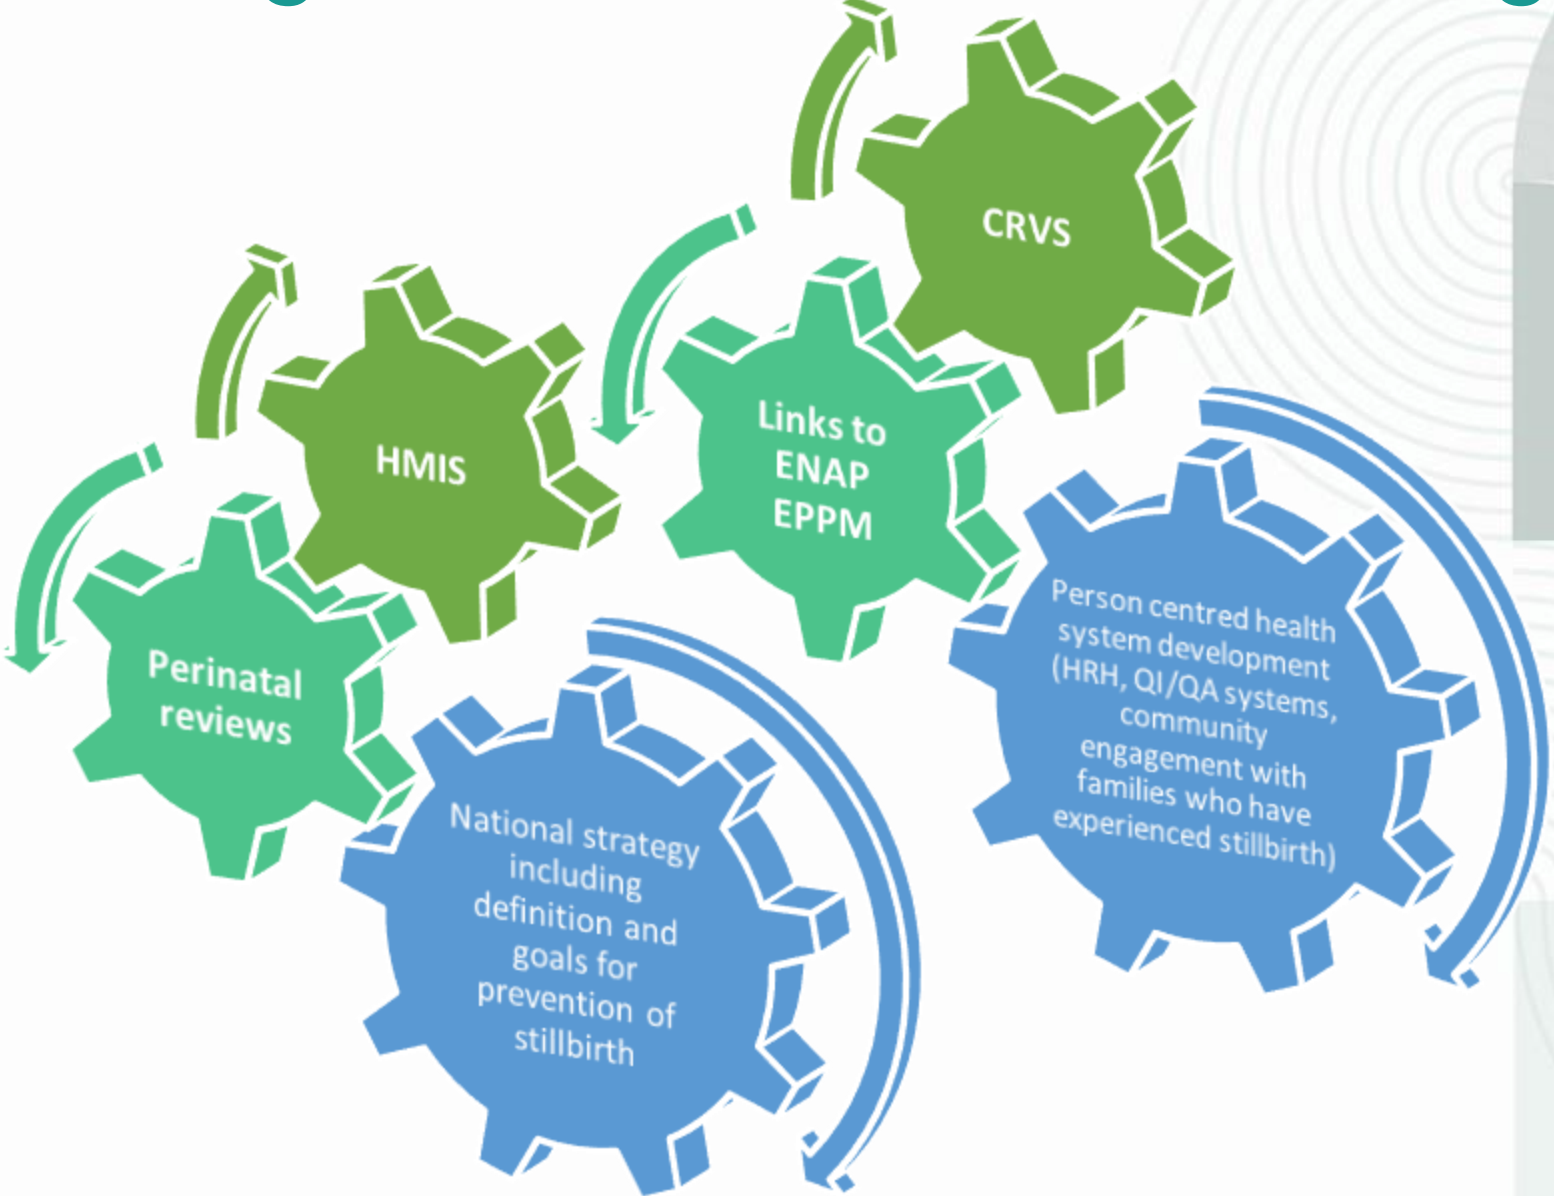 CRVS
HMIS
Links to
ENAP
EPPM
Perinatal
reviews
Person centred health
system development
(HRH, QI/QA systems,
community
engagement with
families who have
experienced stillbirth)
National strategy
including
definition and
goals for
prevention of
stillbirth